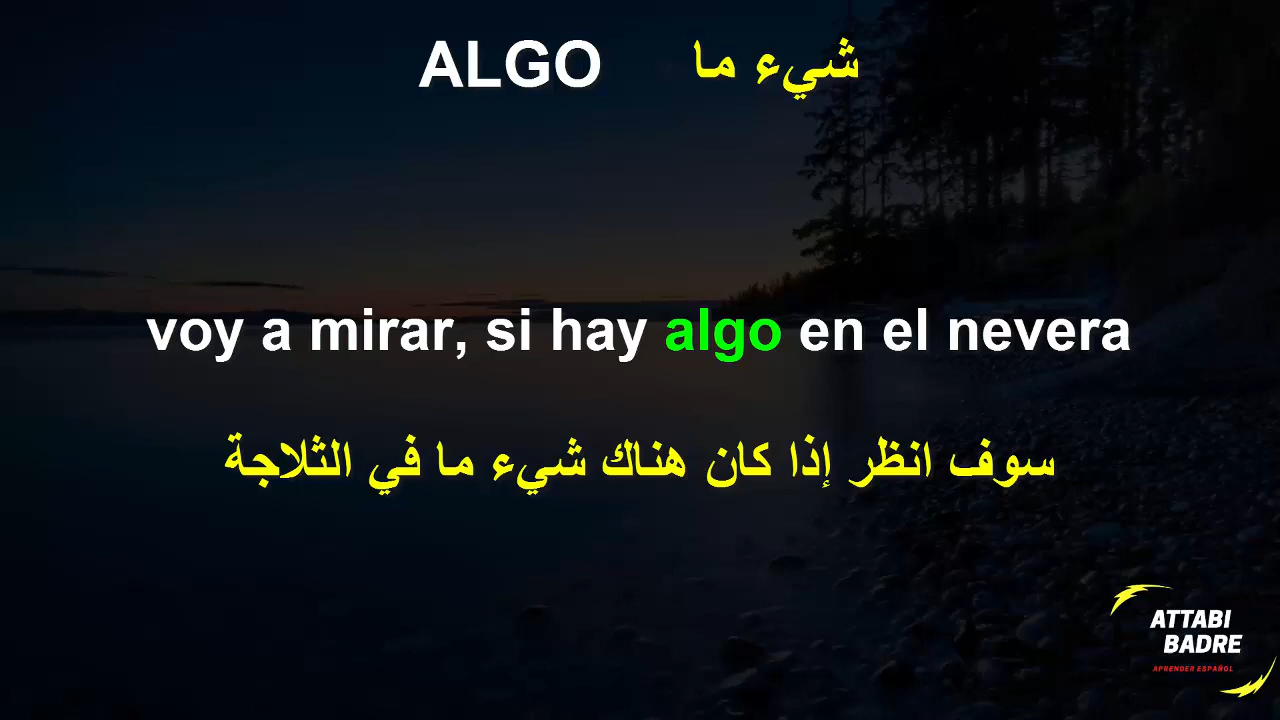 ALGO شيء ما
voy a mirar, si hay algo en el nevera
سوف انظر إذا كان هناك شيء ما في الثلاجة
ATTABI
BADRE
APRENDER ESPAÑOL